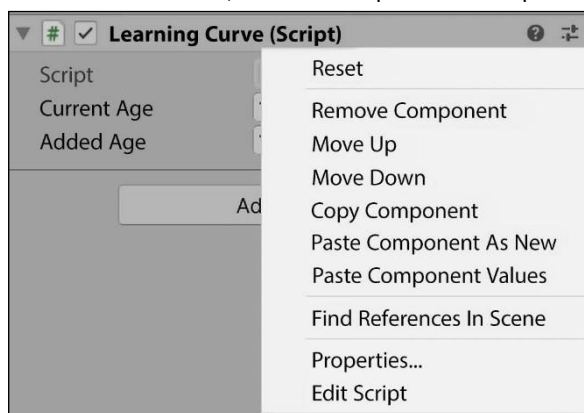 # Learning Curve (Script)
Script
Current Age
Added Age
Ad
Reset
Remove Component
Move Up
Move Down
Copy Component
Paste Component As New
Paste Component Values
Find References In Scene
Properties...
Edit Script